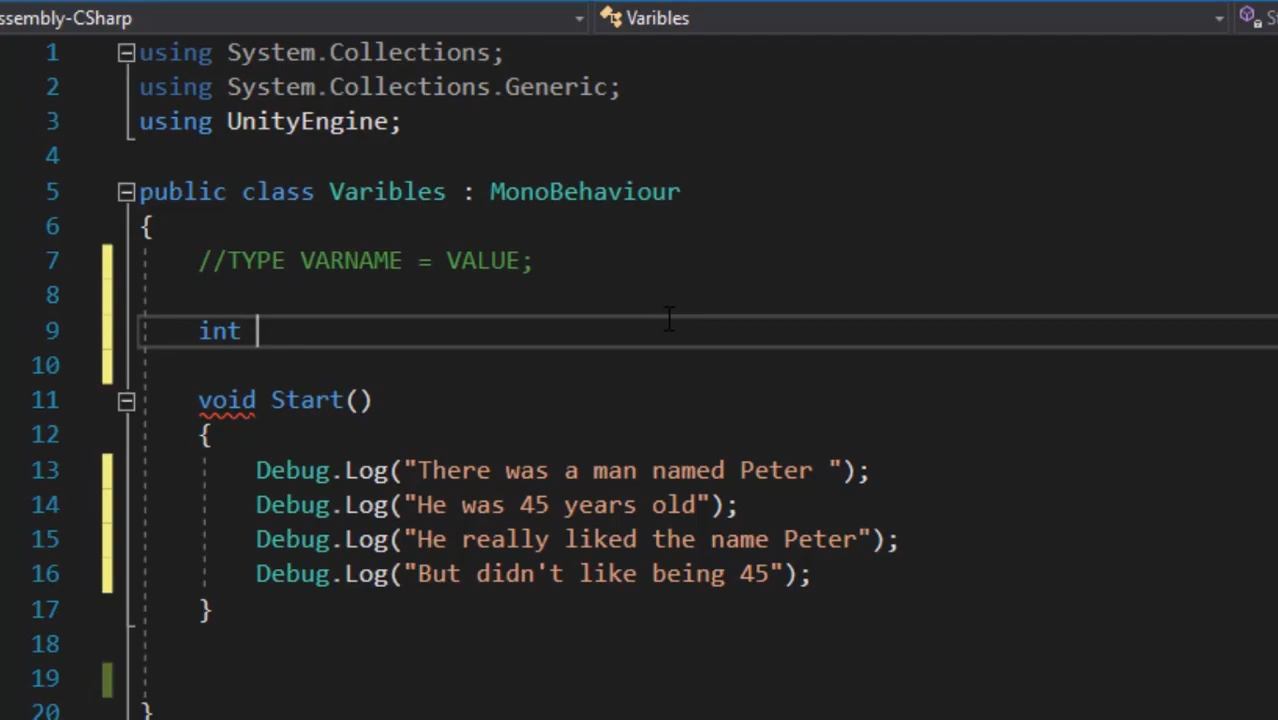 ssembly-CSharp Varibles
1 using System.Collections;
2 using System.Collections.Generic;
3 using UnityEngine;
4
5 public class Varibles : MonoBehaviour
6 {
7 //TYPE VARNAME = VALUE;
8
9 int
10
11 void Start()
12 {
13 Debug.Log("There was a man named Peter ");
14 Debug.Log("He was 45 years old");
15 Debug.Log("He really liked the name Peter");
16 Debug.Log("But didn't like being 45");
17 }
18
19
20 }